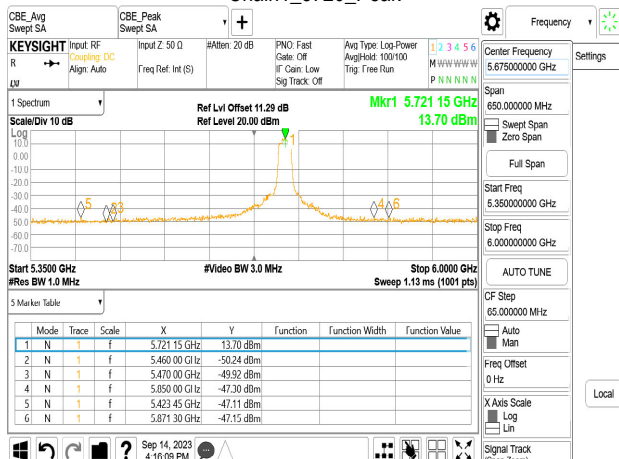 CBE_Avg
Swept SA
CBE_Peak
Swept SA
Frequency
Settings
KEYSIGHT
R
Input: RF
Coupling: DC
Align: Auto
Input Z: 50 Ω
Freq Ref: Int (S)
#Atten: 20 dB
PNO: Fast
Gate: Off
IF Gain: Low
Sig Track: Off
Avg Type: Log-Power
Avg|Hold: 100/100
Trig: Free Run
1 2 3 4 5 6
M W W W W W
P N N N N N
1 Spectrum
Scale/Div 10 dB
Log
Ref Lvl Offset 11.29 dB
Ref Level 20.00 dBm
Mkr1 5.721 15 GHz
13.70 dBm
10.0
0.00
-10.0
-20.0
-30.0
-40.0
-50.0
-60.0
-70.0
1
5
2
3
4
6
Start 5.3500 GHz
#Res BW 1.0 MHz
#Video BW 3.0 MHz
Stop 6.0000 GHz
Sweep 1.13 ms (1001 pts)
5 Marker Table
Mode Trace Scale X Y Function Function Width Function Value
1 N 1 f 5.721 15 GHz 13.70 dBm
2 N 1 f 5.460 00 GHz -50.24 dBm
3 N 1 f 5.470 00 GHz -49.92 dBm
4 N 1 f 5.850 00 GHz -47.30 dBm
5 N 1 f 5.423 45 GHz -47.11 dBm
6 N 1 f 5.871 30 GHz -47.15 dBm
Sep 14, 2023
4:16:09 PM
Center Frequency
5.675000000 GHz
Span
650.000000 MHz
Swept Span
Zero Span
Full Span
Start Freq
5.350000000 GHz
Stop Freq
6.000000000 GHz
AUTO TUNE
CF Step
65.000000 MHz
Auto
Man
Freq Offset
0 Hz
X Axis Scale
Log
Lin
Signal Track
Local